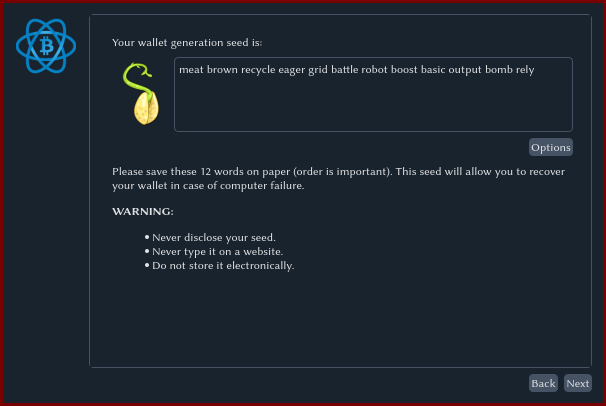 Your wallet generation seed is:
meat brown recycle eager grid battle robot boost basic output bomb rely
Options
Please save these 12 words on paper (order is important). This seed will allow you to recover
your wallet in case of computer failure.
WARNING:
• Never disclose your seed.
• Never type it on a website.
• Do not store it electronically.
Back Next